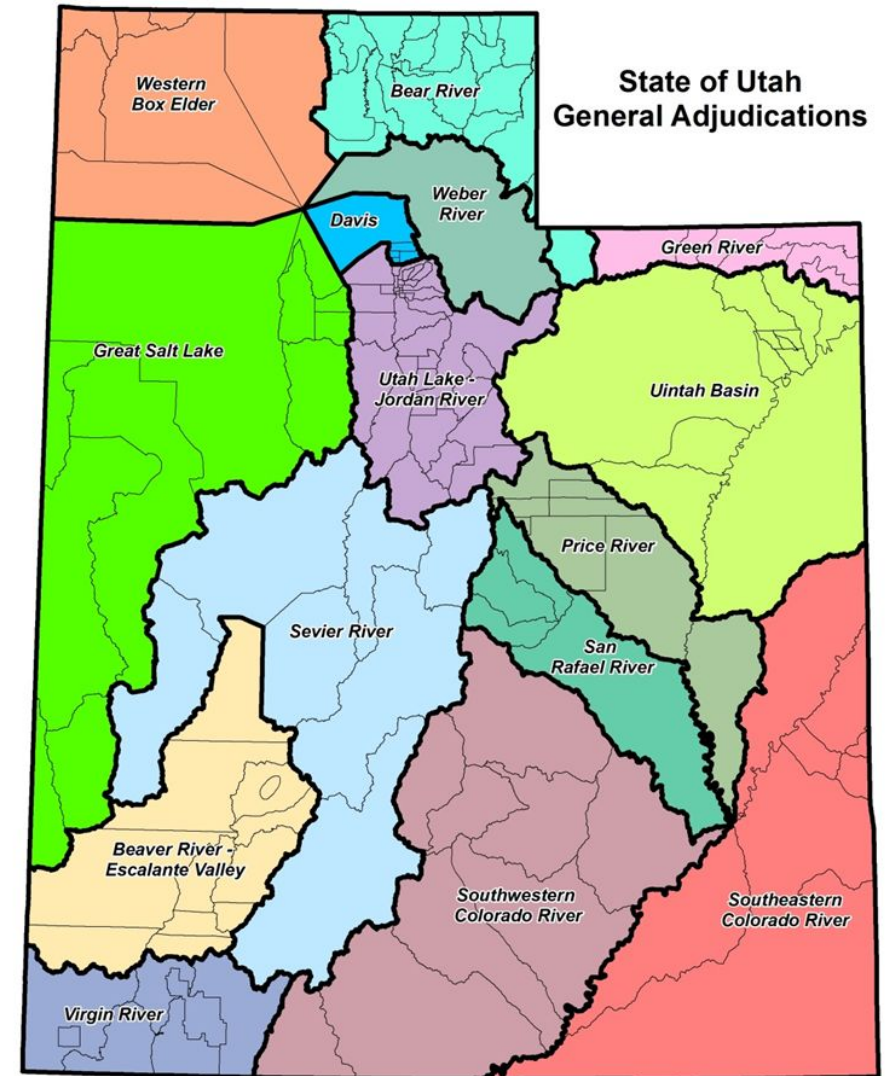 State of Utah
General Adjudications
Western
Box Elder
Bear River
Weber
River
Davis
Green River
Great Salt Lake
Utah Lake -
Jordan River
Uintah Basin
Price River
Sevier River
San
Rafael River
Beaver River -
Escalante Valley
Southwestern
Colorado River
Southeastern
Colorado River
Virgin River